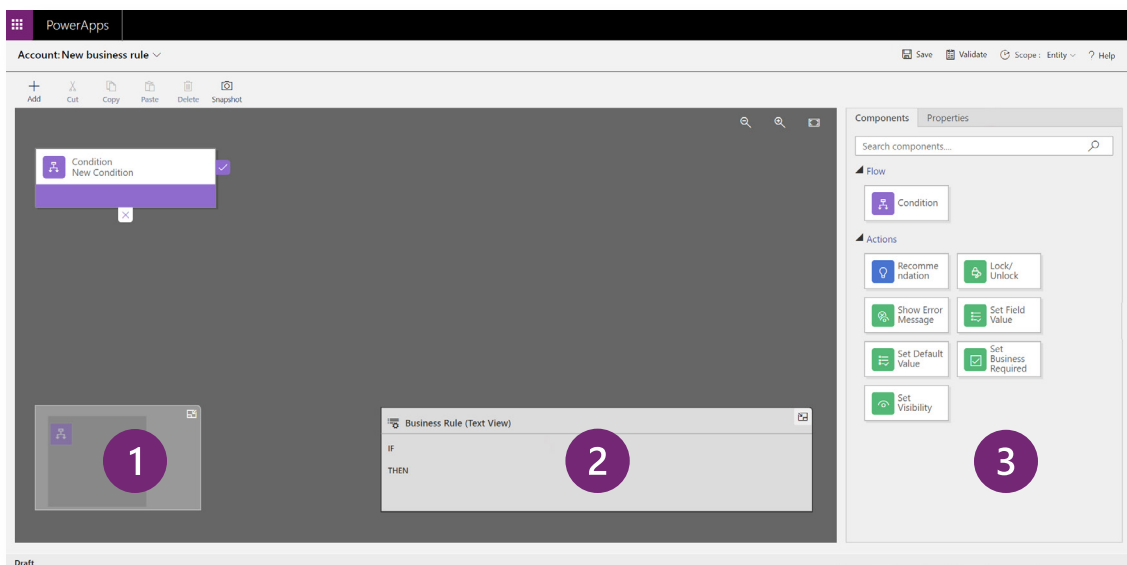 PowerApps
Account: New business rule
Save Validate Scope : Entity ? Help
Add Cut Copy Paste Delete Snapshot
Condition
New Condition
1
Business Rule (Text View)
IF
THEN
2
Components Properties
Search components....
Flow
Condition
Actions
Recomme
ndation
Lock/
Unlock
Show Error
Message
Set Field
Value
Set Default
Value
Set
Business
Required
Set
Visibility
3
Draft